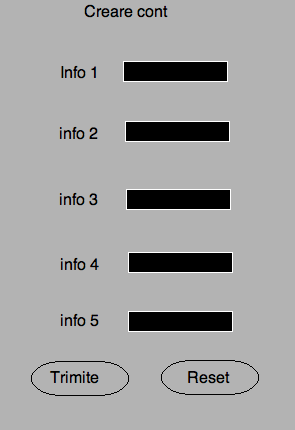 Creare cont
Info 1
info 2
info 3
info 4
info 5
Trimite Reset